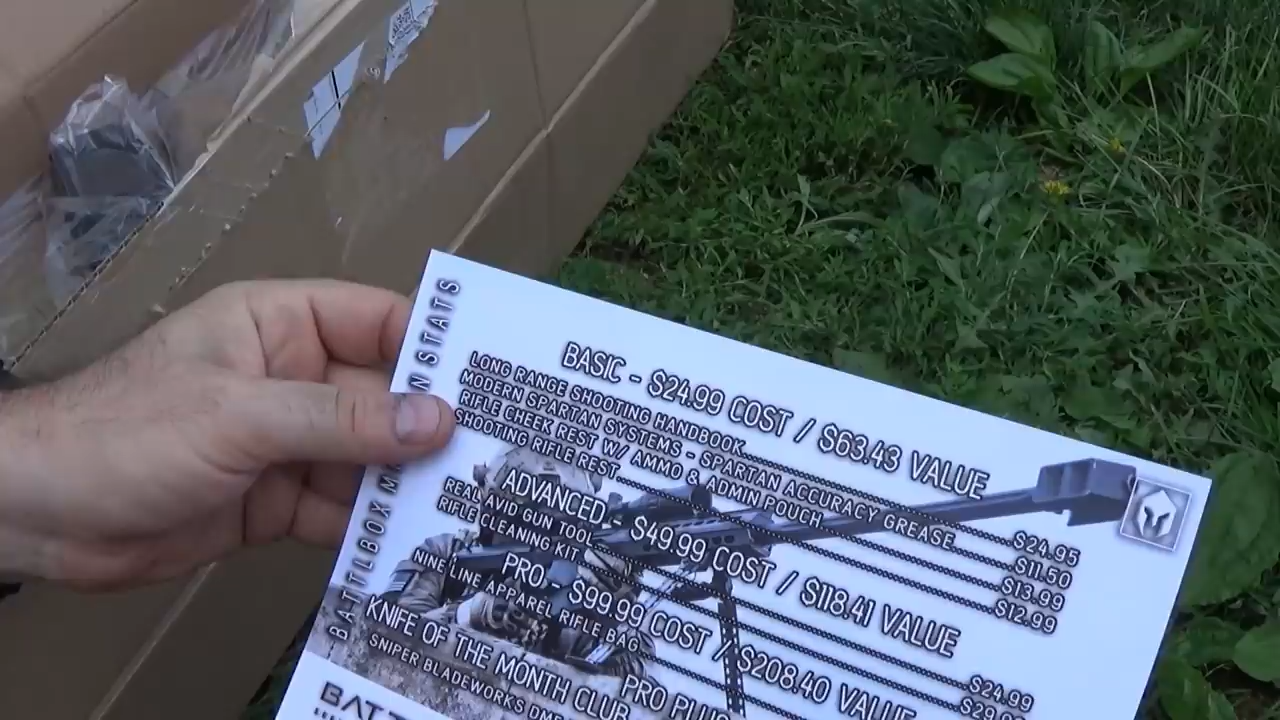 BASIC - $24.99 COST / $63.43 VALUE
LONG RANGE SHOOTING HANDBOOK $24.95
MODERN SPARTAN SYSTEMS - SPARTAN ACCURACY GREASE $11.50
RIFLE CHEEK REST W/ AMMO & ADMIN POUCH $13.99
SHOOTING RIFLE REST $12.99
ADVANCED - $49.99 COST / $118.41 VALUE
REAL AVID GUN TOOL $24.99
RIFLE CLEANING KIT
PRO - $99.99 COST / $208.40 VALUE
NINE LINE APPAREL RIFLE BAG
KNIFE OF THE MONTH CLUB
PRO PLUS
SNIPER BLADEWORKS
BATTLBOX
STATS